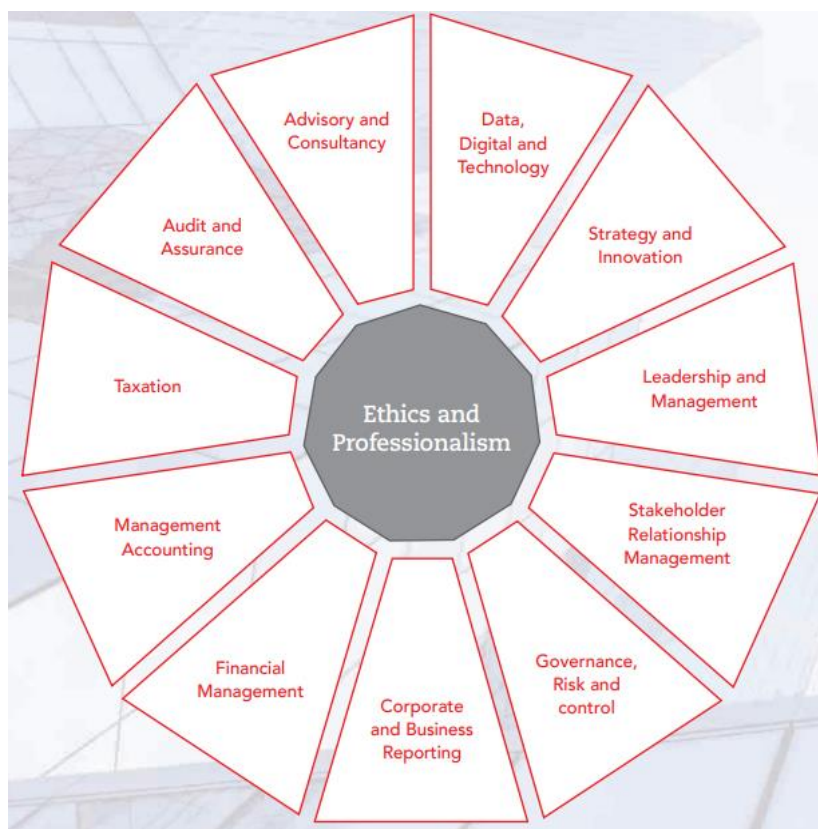 Advisory and
Consultancy
Data,
Digital and
Technology
Strategy and
Innovation
Leadership and
Management
Stakeholder
Relationship
Management
Governance,
Risk and
control
Corporate
and Business
Reporting
Financial
Management
Management
Accounting
Taxation
Audit and
Assurance
Ethics and
Professionalism